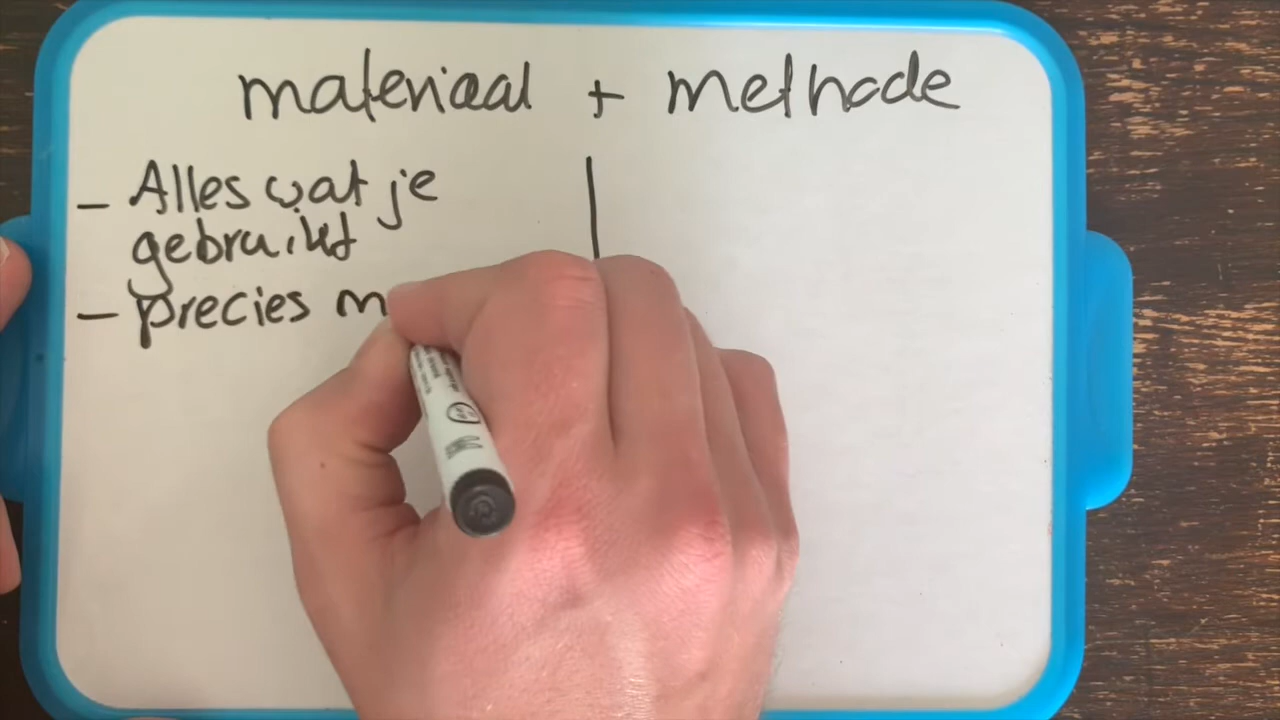 materiaal + methode
- Alles wat je
gebruikt
- precies m